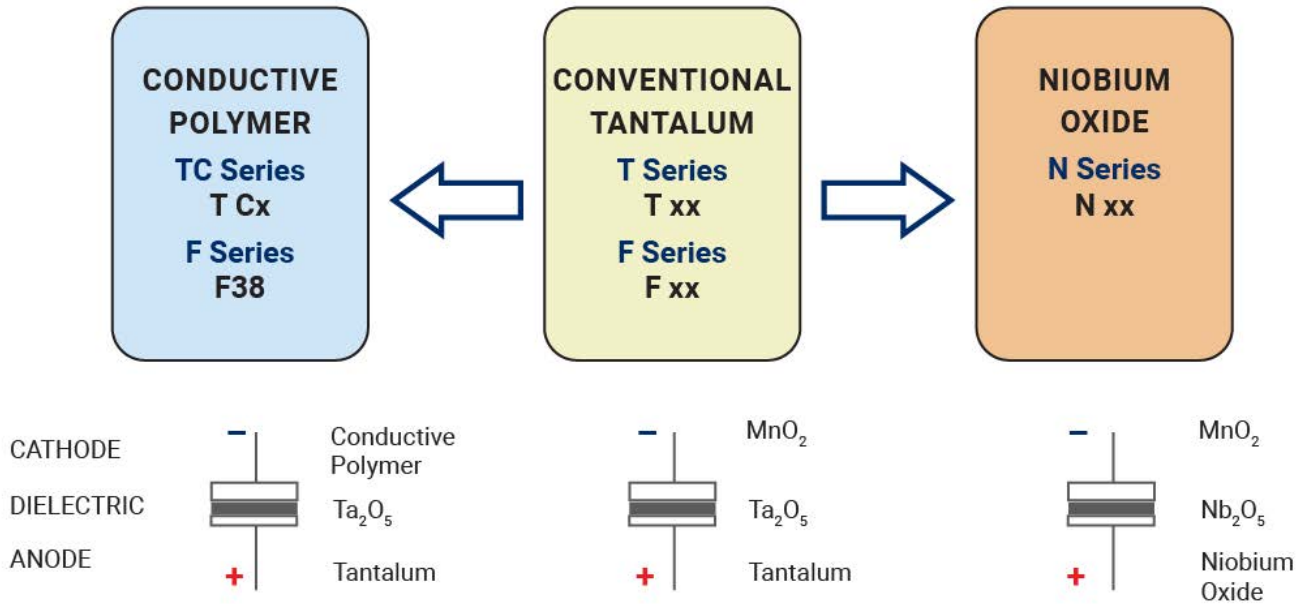 CONDUCTIVE
POLYMER
TC Series
T Cx
F Series
F38
CONVENTIONAL
TANTALUM
T Series
T xx
F Series
F xx
NIOBIUM
OXIDE
N Series
N xx
CATHODE
DIELECTRIC
ANODE
−
Conductive
Polymer
Ta₂O₅
+
Tantalum
−
MnO₂
Ta₂O₅
+
Tantalum
−
MnO₂
Nb₂O₅
+
Niobium
Oxide